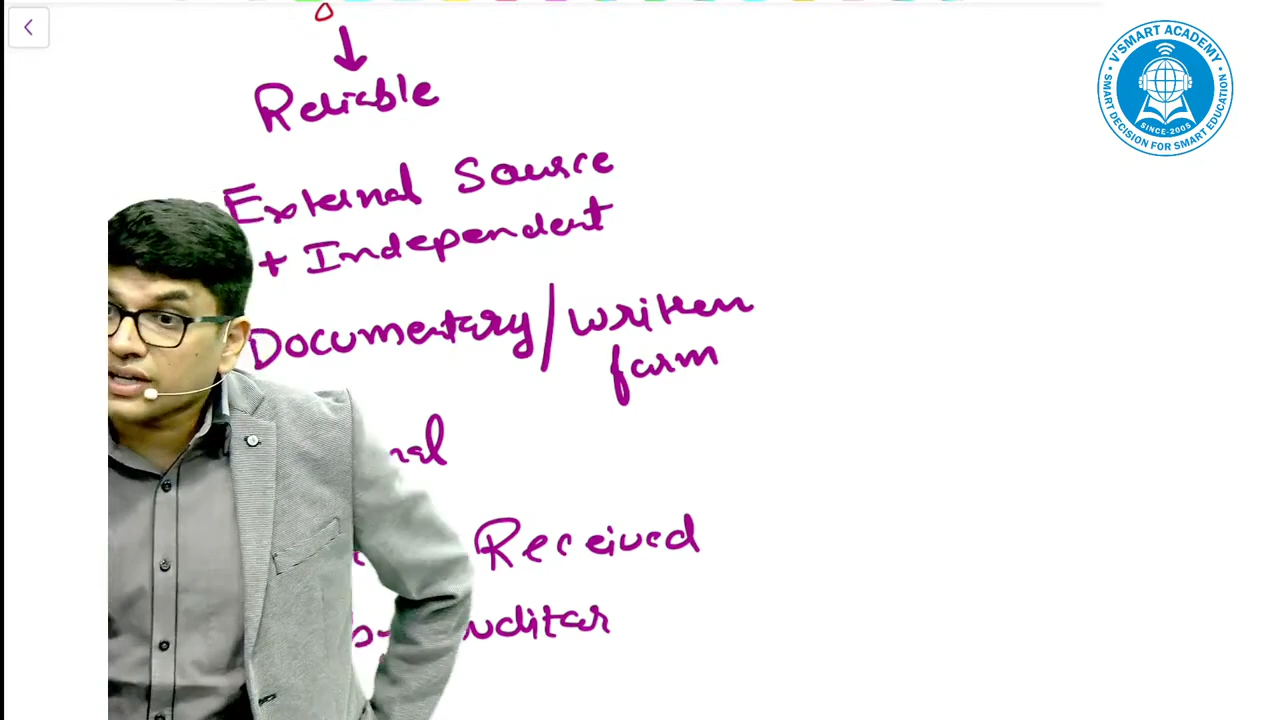 Reliable
External Source
+ Independent
Documentary/written
form
Received
V'SMART ACADEMY
SMART DECISION FOR SMART EDUCATION
SINCE-2005